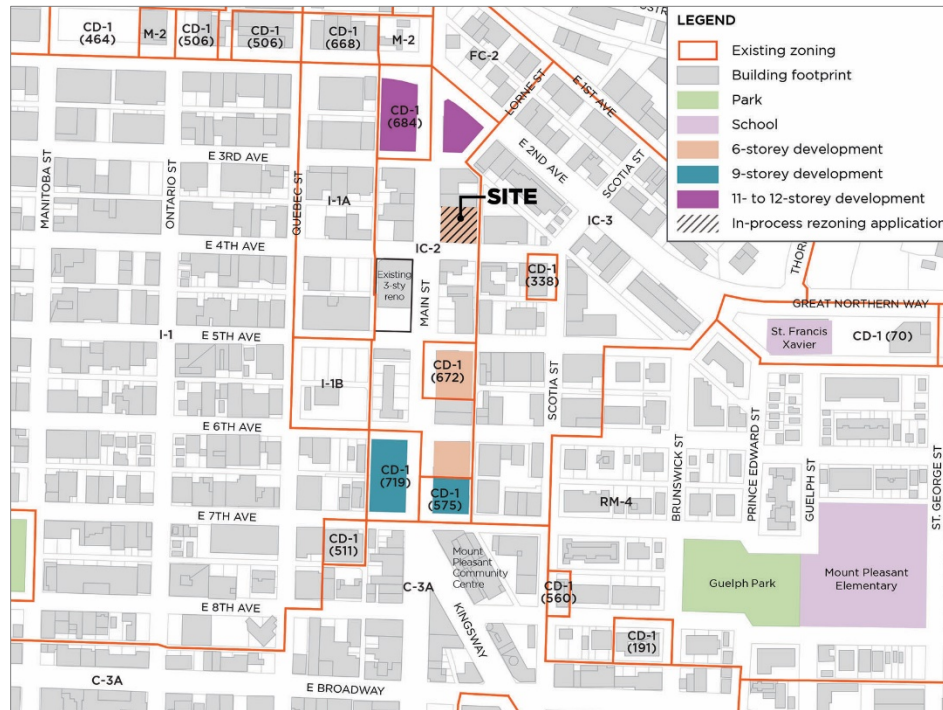 CD-1
(464)
M-2
CD-1
(506)
CD-1
(506)
CD-1
(668)
M-2
FC-2
LORNE ST
E 1ST AVE
LEGEND
Existing zoning
Building footprint
Park
School
6-storey development
9-storey development
11- to 12-storey development
In-process rezoning application
CD-1
(684)
E 3RD AVE
E 2ND AVE
SCOTIA ST
MANITOBA ST
ONTARIO ST
QUEBEC ST
I-1A
SITE
IC-3
E 4TH AVE
IC-2
CD-1
(338)
THOR
Existing
3-sty
reno
MAIN ST
GREAT NORTHERN WAY
St. Francis
Xavier
CD-1 (70)
I-1
E 5TH AVE
I-1B
CD-1
(672)
SCOTIA ST
E 6TH AVE
CD-1
(719)
CD-1
(575)
RM-4
BRUNSWICK ST
PRINCE EDWARD ST
GUELPH ST
ST. GEORGE ST
E 7TH AVE
CD-1
(511)
Mount
Pleasant
Community
Centre
C-3A
KINGSWAY
CD-1
(560)
Guelph Park
Mount Pleasant
Elementary
E 8TH AVE
CD-1
(191)
C-3A
E BROADWAY